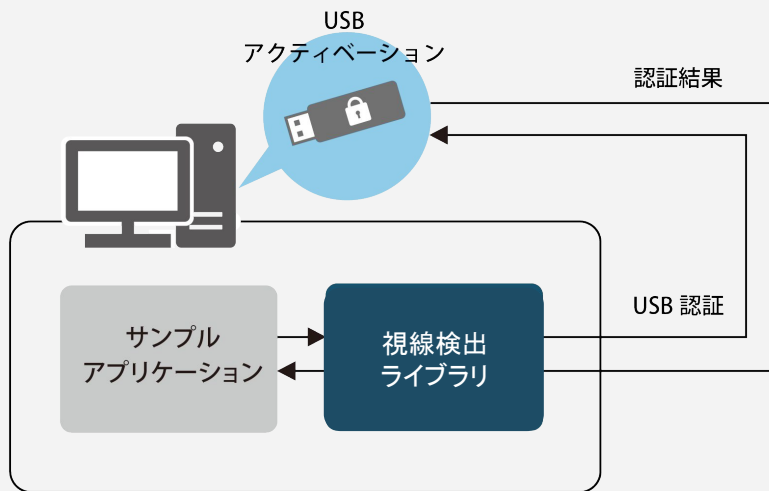 USB
アクティベーション
認証結果
USB 認証
サンプル
アプリケーション
視線検出
ライブラリ